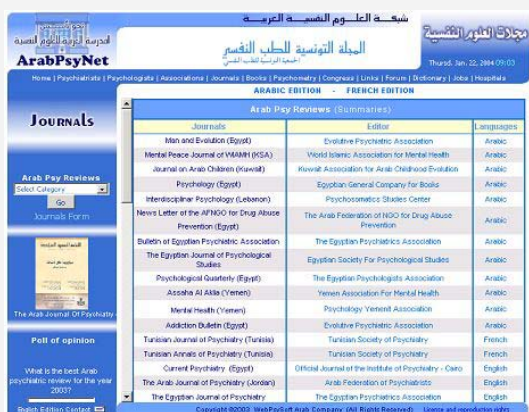 شبكة العلوم النفسية العربية
مجلات العلوم النفسية
المجلة التونسية للطب النفسي
ArabPsyNet
Thursd. Jan. 22, 2004 09:03
Home | Psychiatrists | Psychologists | Associations | Journals | Books | Psychometry | Congress | Links | Forum | Dictionary | Jobs | Hospitals
ARABIC EDITION - FRENCH EDITION
JOURNALS
Arab Psy Reviews
Select Category
Go
Journals Form
The Arab Journal Of Psychiatry
Poll of opinion
What is the best Arab
psychiatric review for the year
2003?
English Edition Contest
Arab Psy Reviews (Summaries)
Journals Editor Languages
Man and Evolution (Egypt) Evolutive Psychiatric Association Arabic
Mental Peace Journal of WIAMH (KSA) World Islamic Association for Mental Health Arabic
Journal on Arab Children (Kuwait) Kuwait Association for Arab Childhood Evolution Arabic
Psychology (Egypt) Egyptian General Company for Books Arabic
Interdisciplinar Psychology (Lebanon) Psychosomatics Studies Center Arabic
News Letter of the AFNGO for Drug Abuse
Prevention (Egypt) The Arab Federation of NGO for Drug Abuse
Prevention Arabic
Bulletin of Egyptian Psychiatric Association The Egyptian Psychiatrics Association Arabic
The Egyptian Journal of Psychological
Studies Egyptian Society For Psychological Studies Arabic
Psychological Quarterly (Egypt) The Egyptian Psychologists Association Arabic
Assaha Al Aklia (Yemen) Yemen Association For Mental Health Arabic
Mental Health (Yemen) Psychology Yemenit Association Arabic
Addiction Bulletin (Egypt) Evolutive Psychiatric Association Arabic
Tunisian Journal of Psychiatry (Tunisia) Tunisian Society of Psychiatry French
Tunisian Annals of Psychiatry (Tunisia) Tunisian Society of Psychiatry French
Current Psychiatry (Egypt) Official Journal of the Institute of Psychiatry - Cairo English
The Arab Journal of Psychiatry (Jordan) Arab Federation of Psychiatrists English
The Egyptian Journal of Psychiatry The Egyptian Psychiatrics Association English
Copyright ©2003 WebPsySoft Arab Company (All Rights Reserved) License and reproduction rights